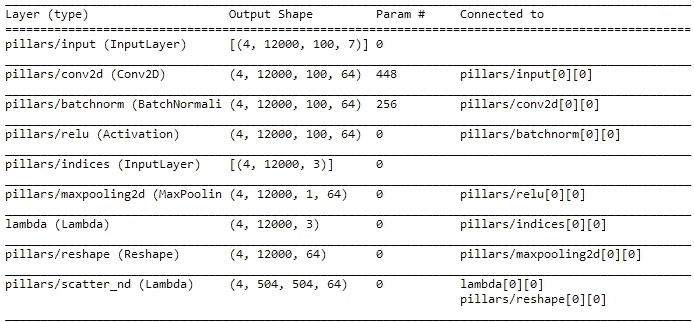 Layer (type) Output Shape Param # Connected to
pillars/input (InputLayer) [(4, 12000, 100, 7)] 0
pillars/conv2d (Conv2D) (4, 12000, 100, 64) 448 pillars/input[0][0]
pillars/batchnorm (BatchNormali (4, 12000, 100, 64) 256 pillars/conv2d[0][0]
pillars/relu (Activation) (4, 12000, 100, 64) 0 pillars/batchnorm[0][0]
pillars/indices (InputLayer) [(4, 12000, 3)] 0
pillars/maxpooling2d (MaxPoolin (4, 12000, 1, 64) 0 pillars/relu[0][0]
lambda (Lambda) (4, 12000, 3) 0 pillars/indices[0][0]
pillars/reshape (Reshape) (4, 12000, 64) 0 pillars/maxpooling2d[0][0]
pillars/scatter_nd (Lambda) (4, 504, 504, 64) 0 lambda[0][0]
pillars/reshape[0][0]